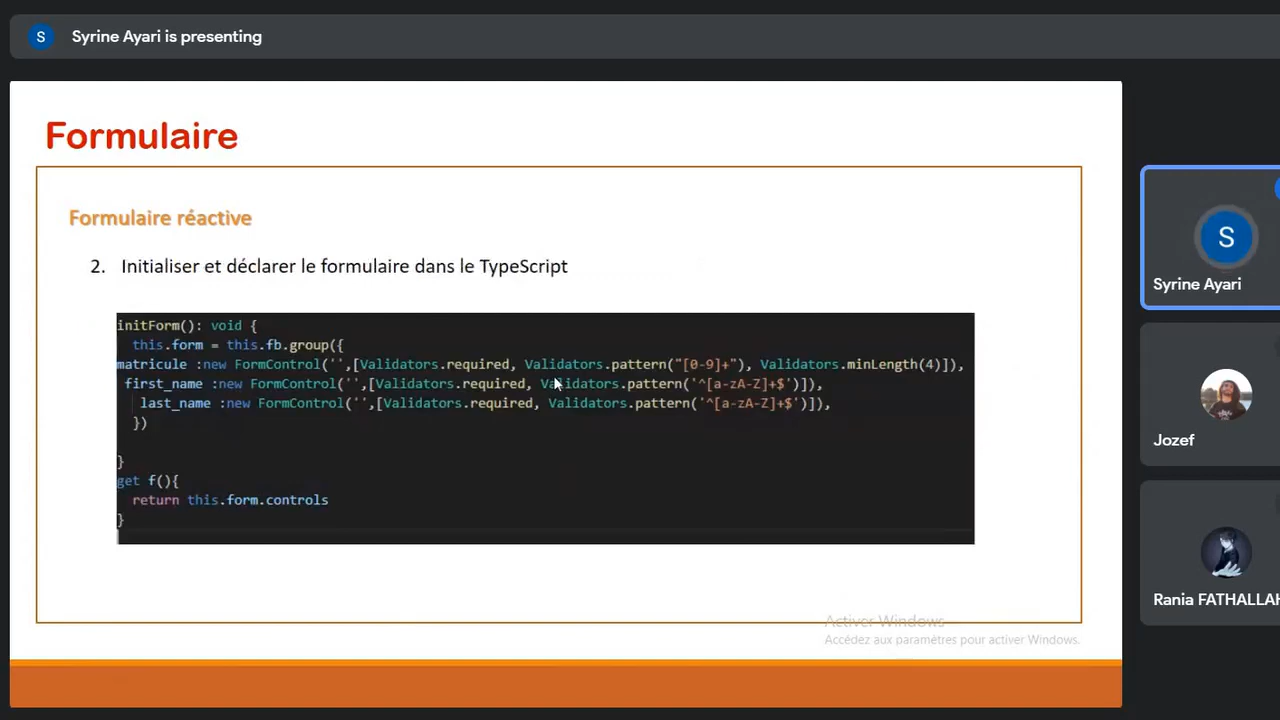 S
Syrine Ayari is presenting
Formulaire
Formulaire réactive
2. Initialiser et déclarer le formulaire dans le TypeScript
initForm(): void {
this.form = this.fb.group({
matricule :new FormControl('',[Validators.required, Validators.pattern("[0-9]+"), Validators.minLength(4)]),
first_name :new FormControl('',[Validators.required, Validators.pattern('^[a-zA-Z]+$')]),
last_name :new FormControl('',[Validators.required, Validators.pattern('^[a-zA-Z]+$')]),
})
}
get f(){
return this.form.controls
}
Activer Windows
Accédez aux paramètres pour activer Windows.
S
Syrine Ayari
Jozef
Rania FATHALLAH